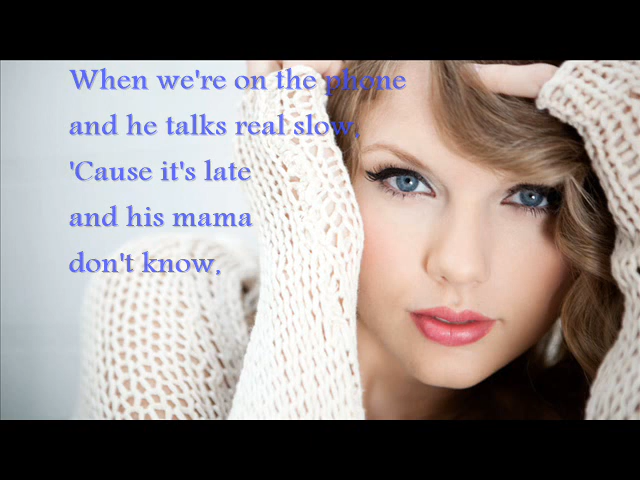 When we're on the phone
and he talks real slow,
'Cause it's late
and his mama
don't know,